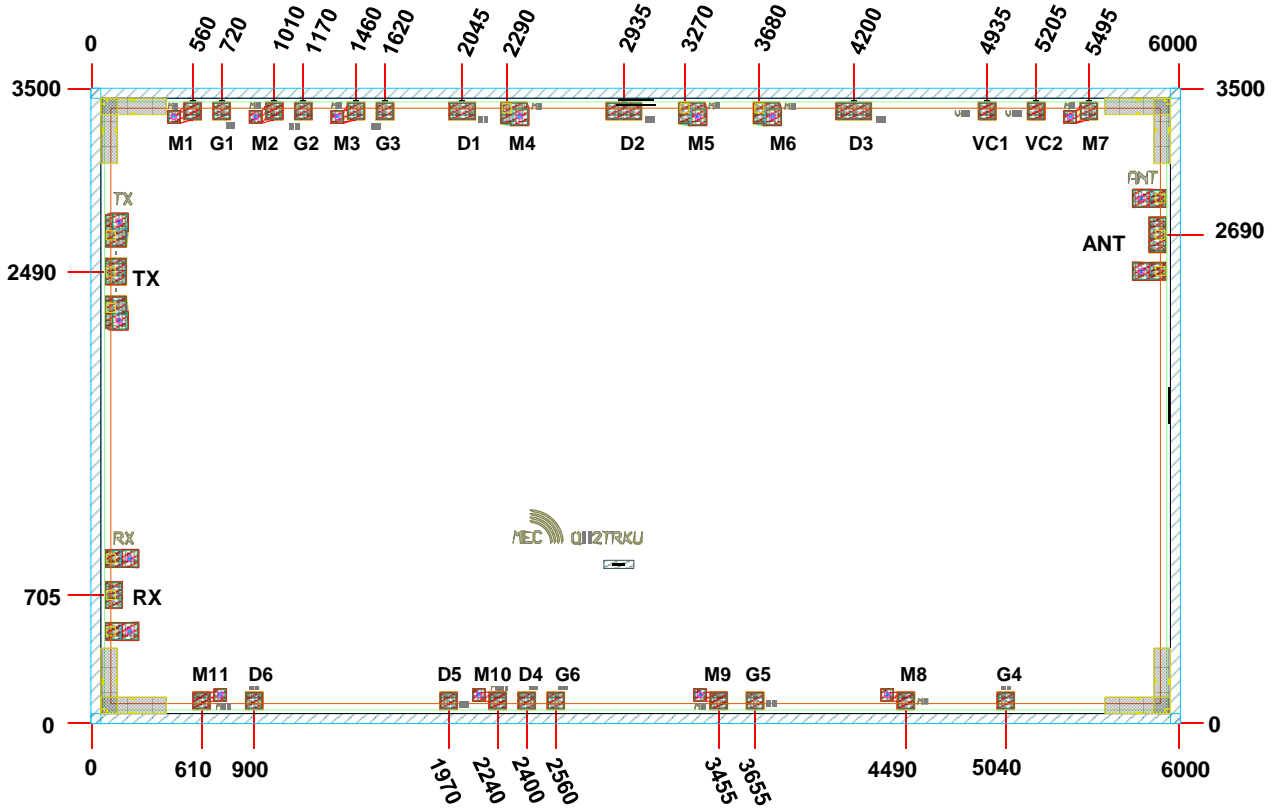 0 560 720 1010 1170 1460 1620 2045 2290 2935 3270 3680 4200 4935 5205 5495 6000
3500 3500
M1 G1 M2 G2 M3 G3 D1 M4 D2 M5 M6 D3 VC1 VC2 M7
TX ANT
2690
ANT
2490 TX
MEC
RX
705 RX
M11 D6 D5 M10 D4 G6 M9 G5 M8 G4
0 0
0 610 900 1970 2240 2400 2560 3455 3655 4490 5040 6000